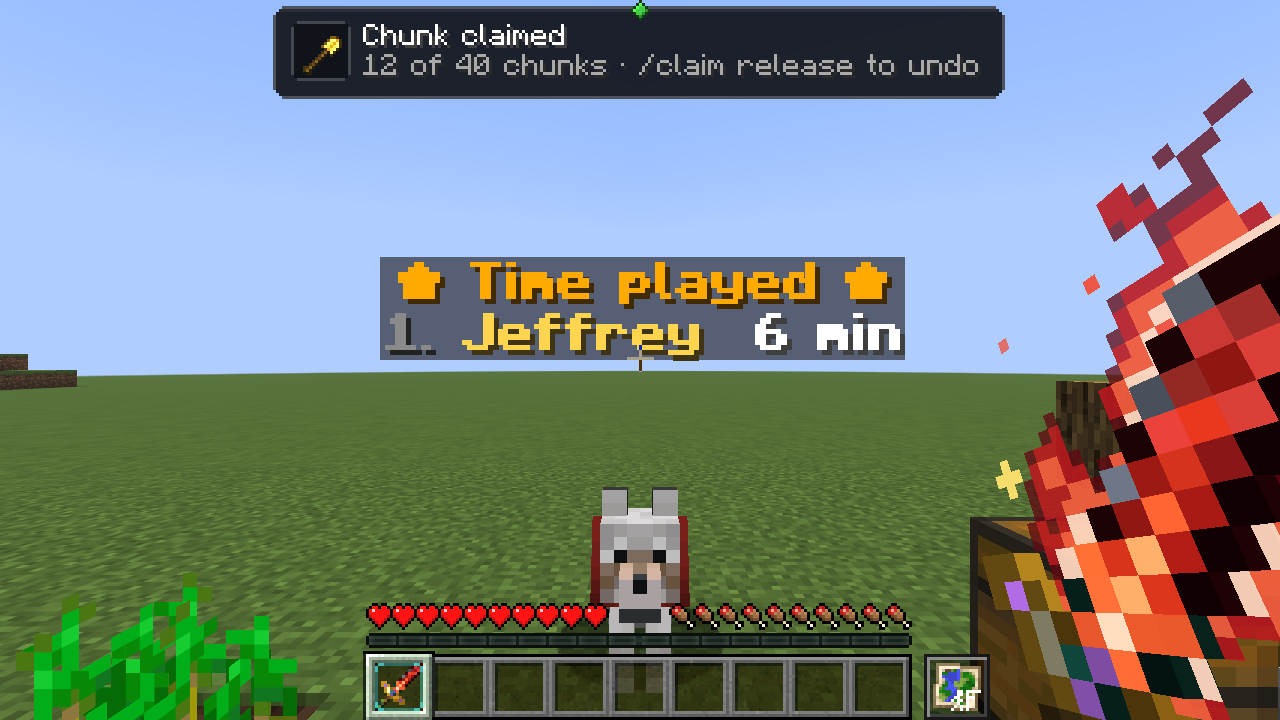 Chunk claimed
12 of 40 chunks · /claim release to undo
Time played
1. Jeffrey 6 min